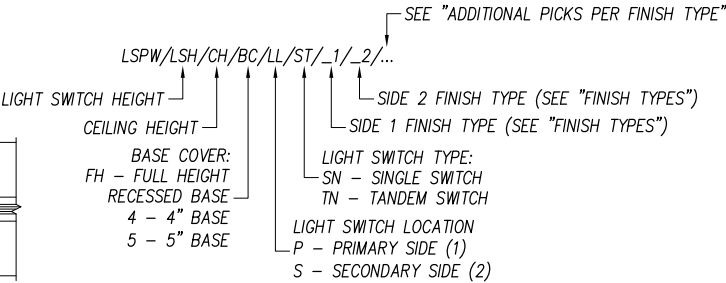 SEE "ADDITIONAL PICKS PER FINISH TYPE"
LSPW/LSH/CH/BC/LL/ST/_1/_2/...
LIGHT SWITCH HEIGHT
SIDE 2 FINISH TYPE (SEE "FINISH TYPES")
CEILING HEIGHT
SIDE 1 FINISH TYPE (SEE "FINISH TYPES")
BASE COVER:
FH – FULL HEIGHT
RECESSED BASE
4 – 4" BASE
5 – 5" BASE
LIGHT SWITCH TYPE:
SN – SINGLE SWITCH
TN – TANDEM SWITCH
LIGHT SWITCH LOCATION
P – PRIMARY SIDE (1)
S – SECONDARY SIDE (2)